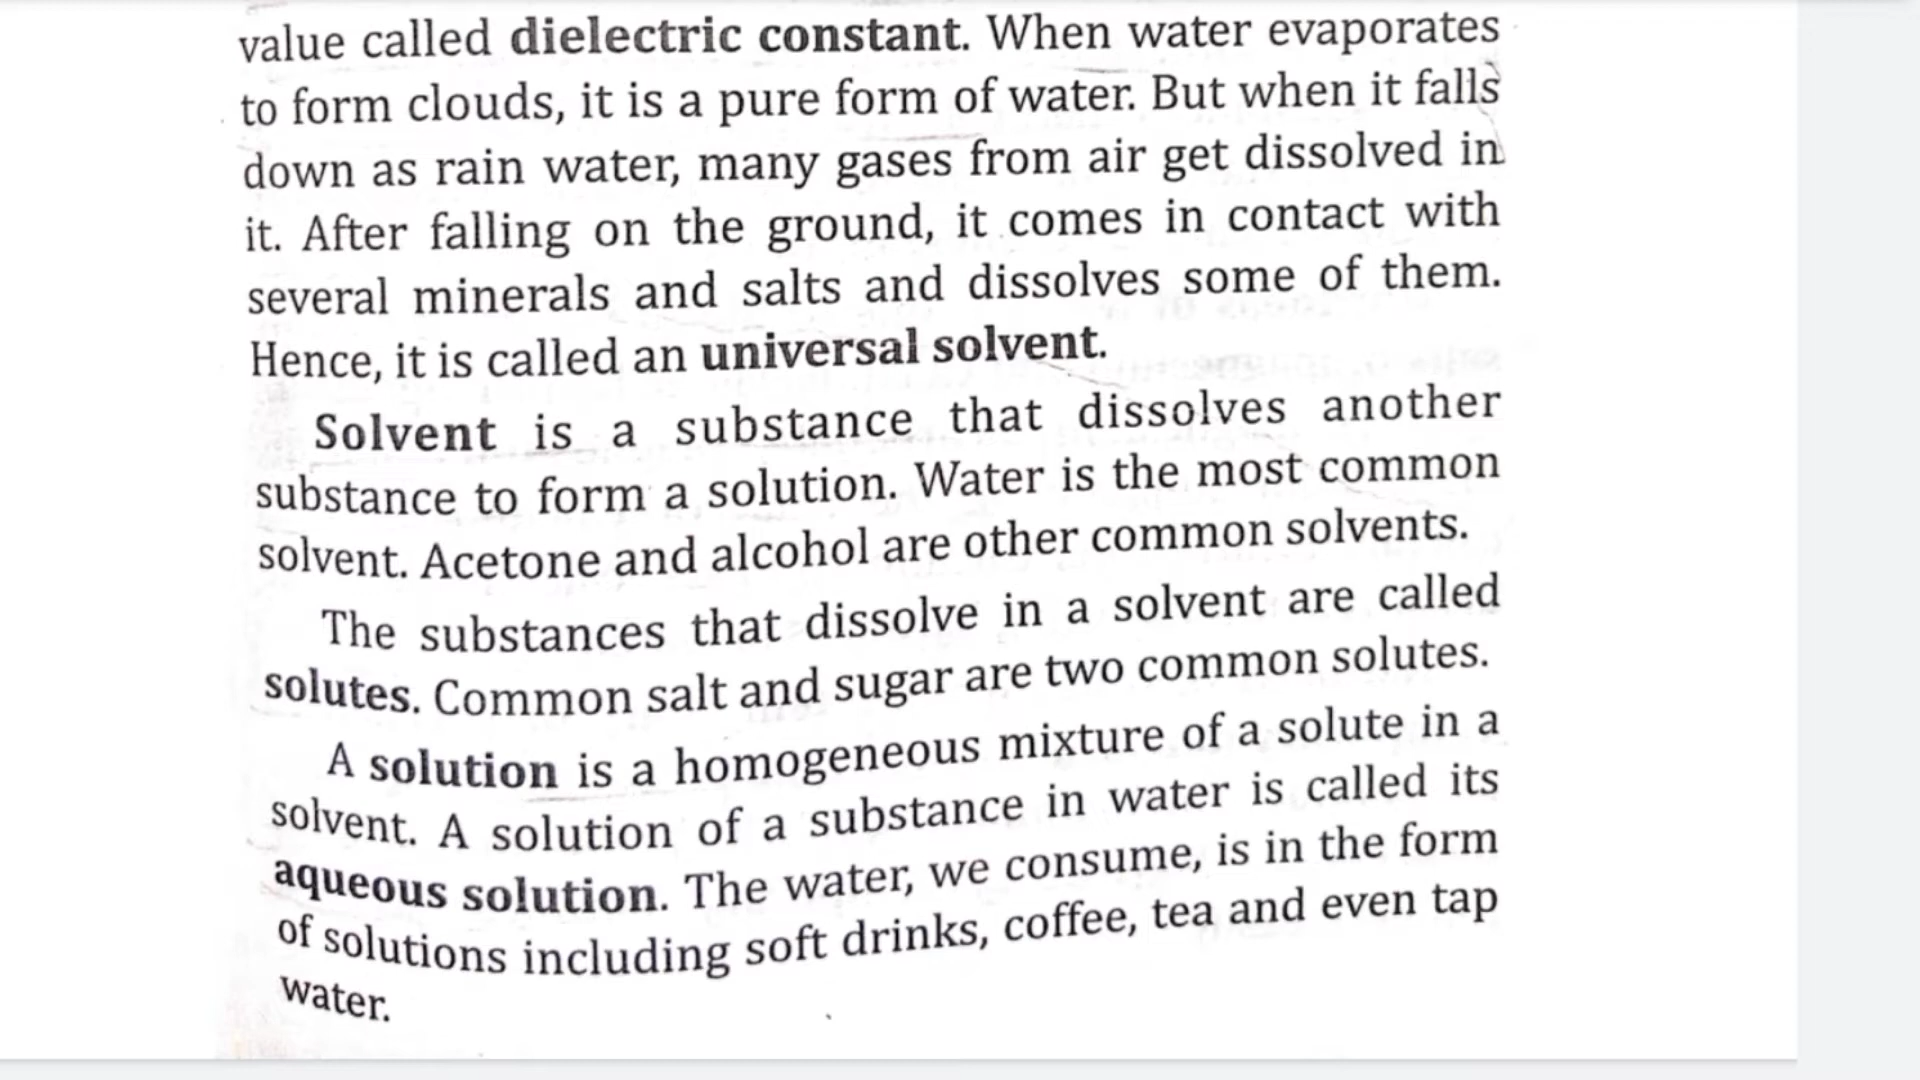 value called dielectric constant. When water evaporates
to form clouds, it is a pure form of water. But when it falls
down as rain water, many gases from air get dissolved in
it. After falling on the ground, it comes in contact with
several minerals and salts and dissolves some of them.
Hence, it is called an universal solvent.
Solvent is a substance that dissolves another
substance to form a solution. Water is the most common
solvent. Acetone and alcohol are other common solvents.
The substances that dissolve in a solvent are called
solutes. Common salt and sugar are two common solutes.
A solution is a homogeneous mixture of a solute in a
solvent. A solution of a substance in water is called its
aqueous solution. The water, we consume, is in the form
of solutions including soft drinks, coffee, tea and even tap
water.